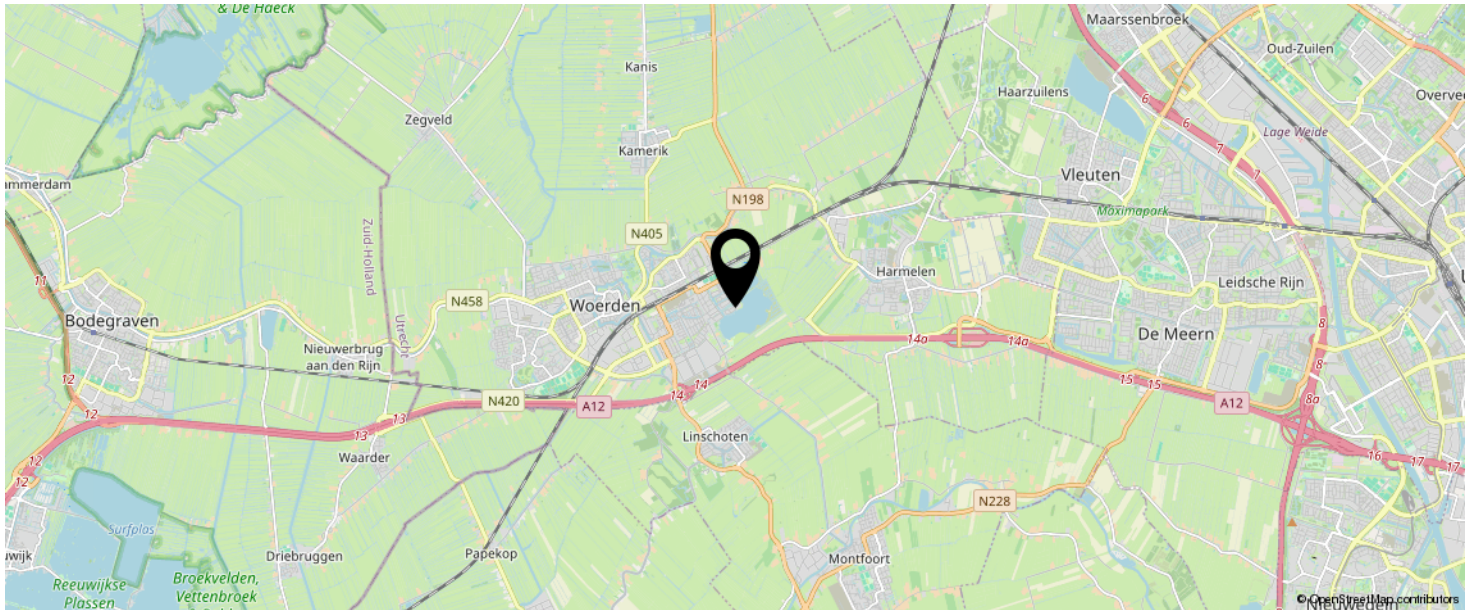 & De Haeck
Maarssenbroek
Oud-Zuilen
Kanis
Haarzuilens
Overve
6
Zegveld
6
Lage Weide
7
Kamerik
7
Vleuten
ammerdam
N198
Maximapark
Zuid-Holland
N405
Harmelen
11
Leidsche Rijn
N458
Woerden
Bodegraven
8
Utrecht
De Meern
14a
14a
Nieuwerbrug
aan den Rijn
8
12
15
15
14
14
N420
A12
A12
8a
12
13
13
Linschoten
Waarder
16
17
17
12
12
N228
Surfplas
uwijk
Driebruggen
Papekop
Montfoort
Reeuwijkse
Plassen
Broekvelden,
Vettenbroek
© OpenStreetMap contributors